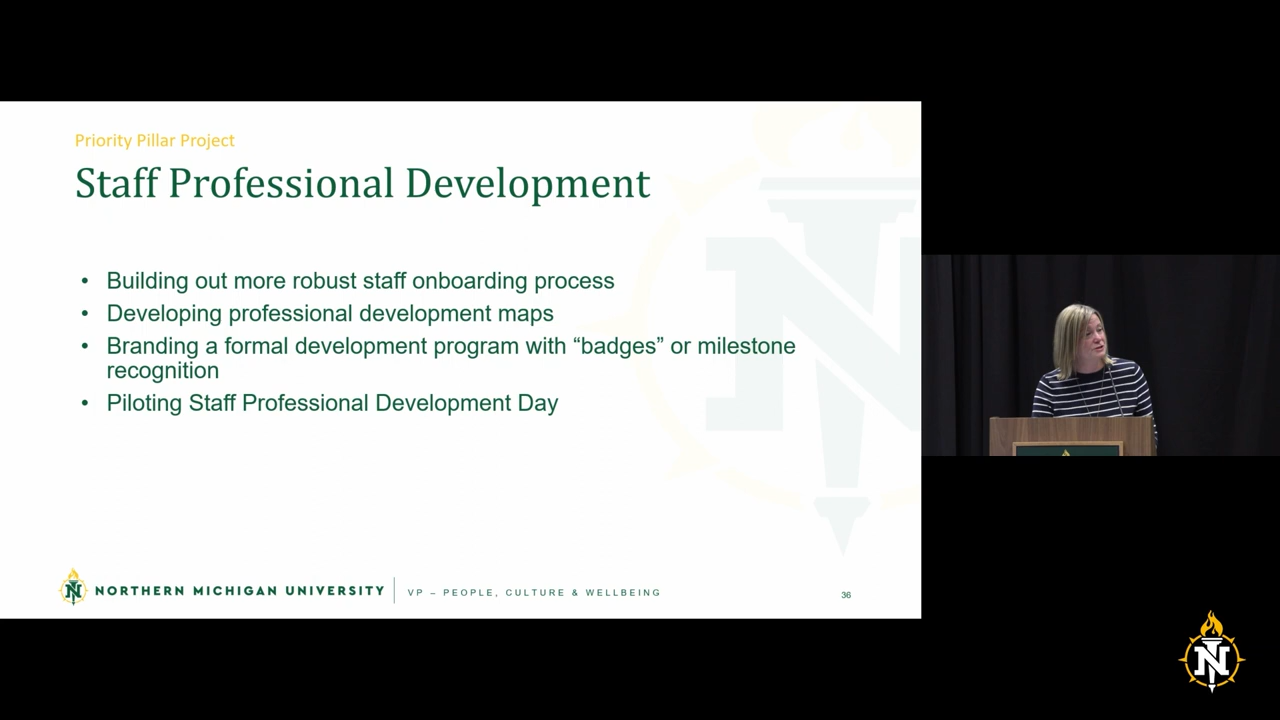 Priority Pillar Project
Staff Professional Development
• Building out more robust staff onboarding process
• Developing professional development maps
• Branding a formal development program with “badges” or milestone
recognition
• Piloting Staff Professional Development Day
N NORTHERN MICHIGAN UNIVERSITY VP – PEOPLE, CULTURE & WELLBEING 36
N